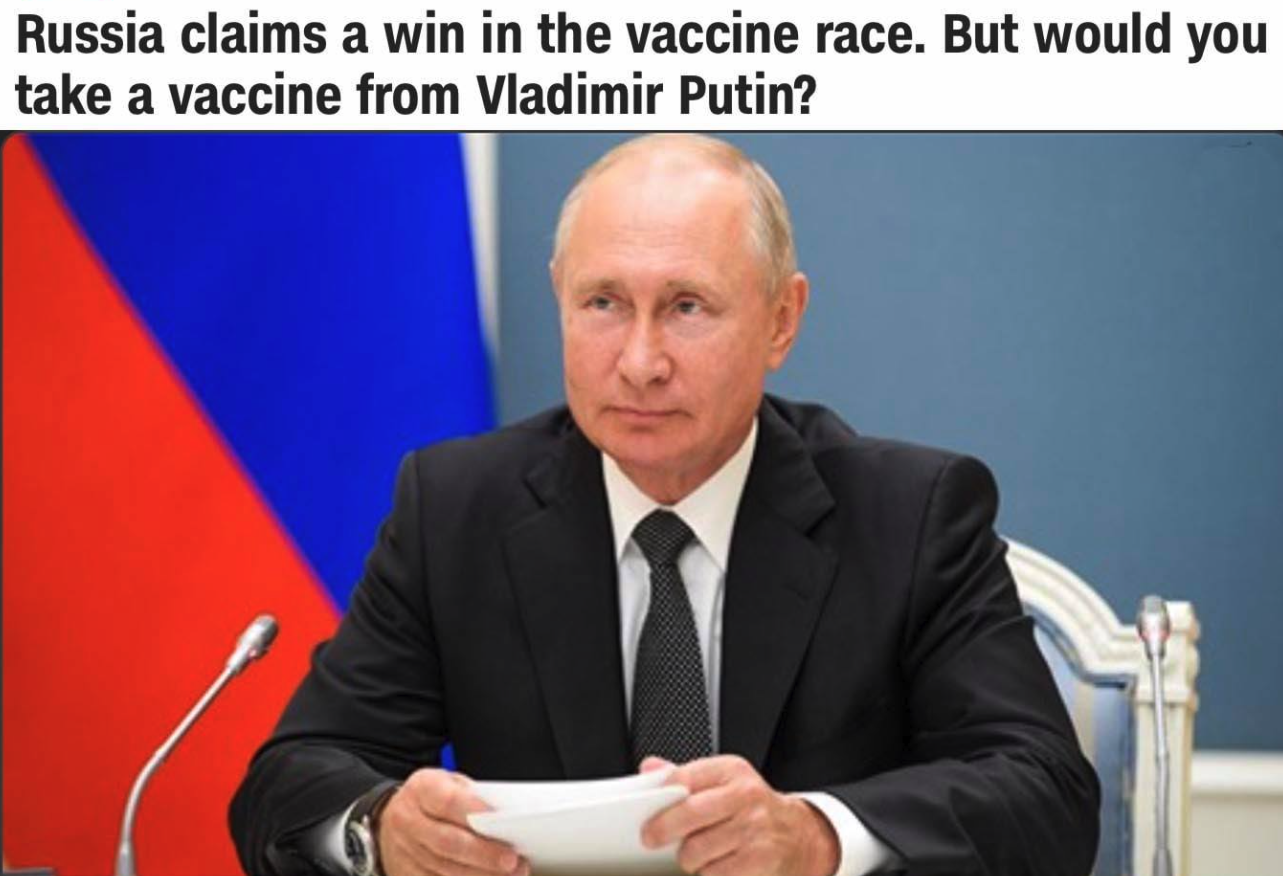 Russia claims a win in the vaccine race. But would you
take a vaccine from Vladimir Putin?